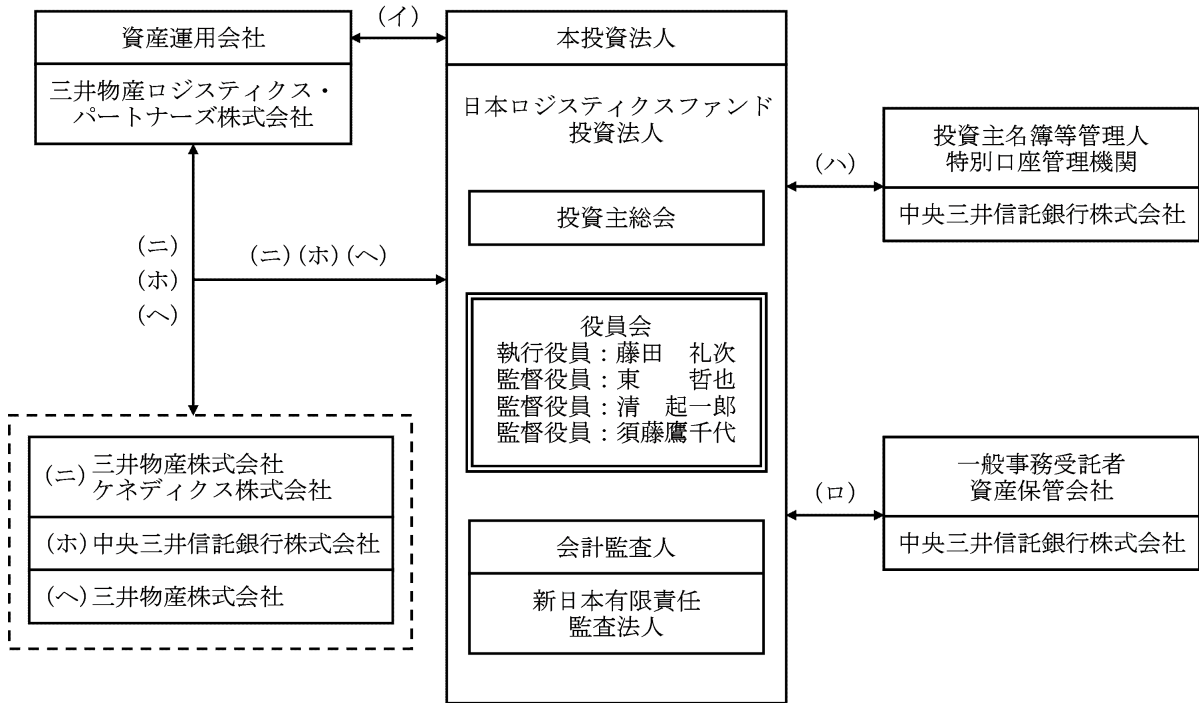 資産運用会社
三井物産ロジスティクス・
パートナーズ株式会社
(イ)
本投資法人
日本ロジスティクスファンド
投資法人
投資主総会
役員会
執行役員：藤田　礼次
監督役員：東　　哲也
監督役員：清　起一郎
監督役員：須藤鷹千代
会計監査人
新日本有限責任
監査法人
(ハ)
投資主名簿等管理人
特別口座管理機関
中央三井信託銀行株式会社
(ロ)
一般事務受託者
資産保管会社
中央三井信託銀行株式会社
(ニ)
(ホ)
(ヘ)
(ニ)(ホ)(ヘ)
(ニ) 三井物産株式会社
ケネディクス株式会社
(ホ) 中央三井信託銀行株式会社
(ヘ) 三井物産株式会社